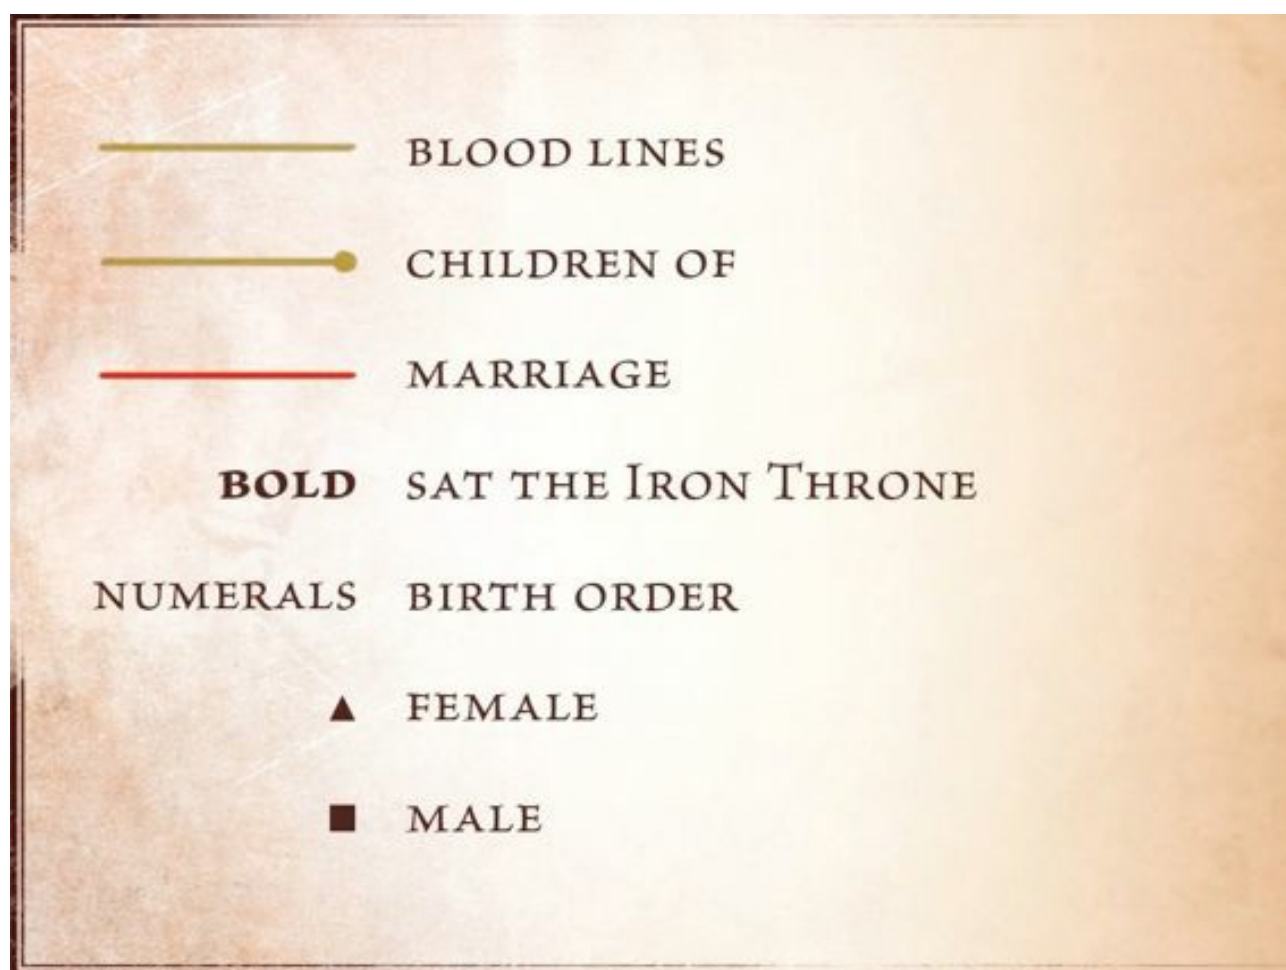 BLOOD LINES
CHILDREN OF
MARRIAGE
BOLD SAT THE IRON THRONE
NUMERALS BIRTH ORDER
FEMALE
MALE